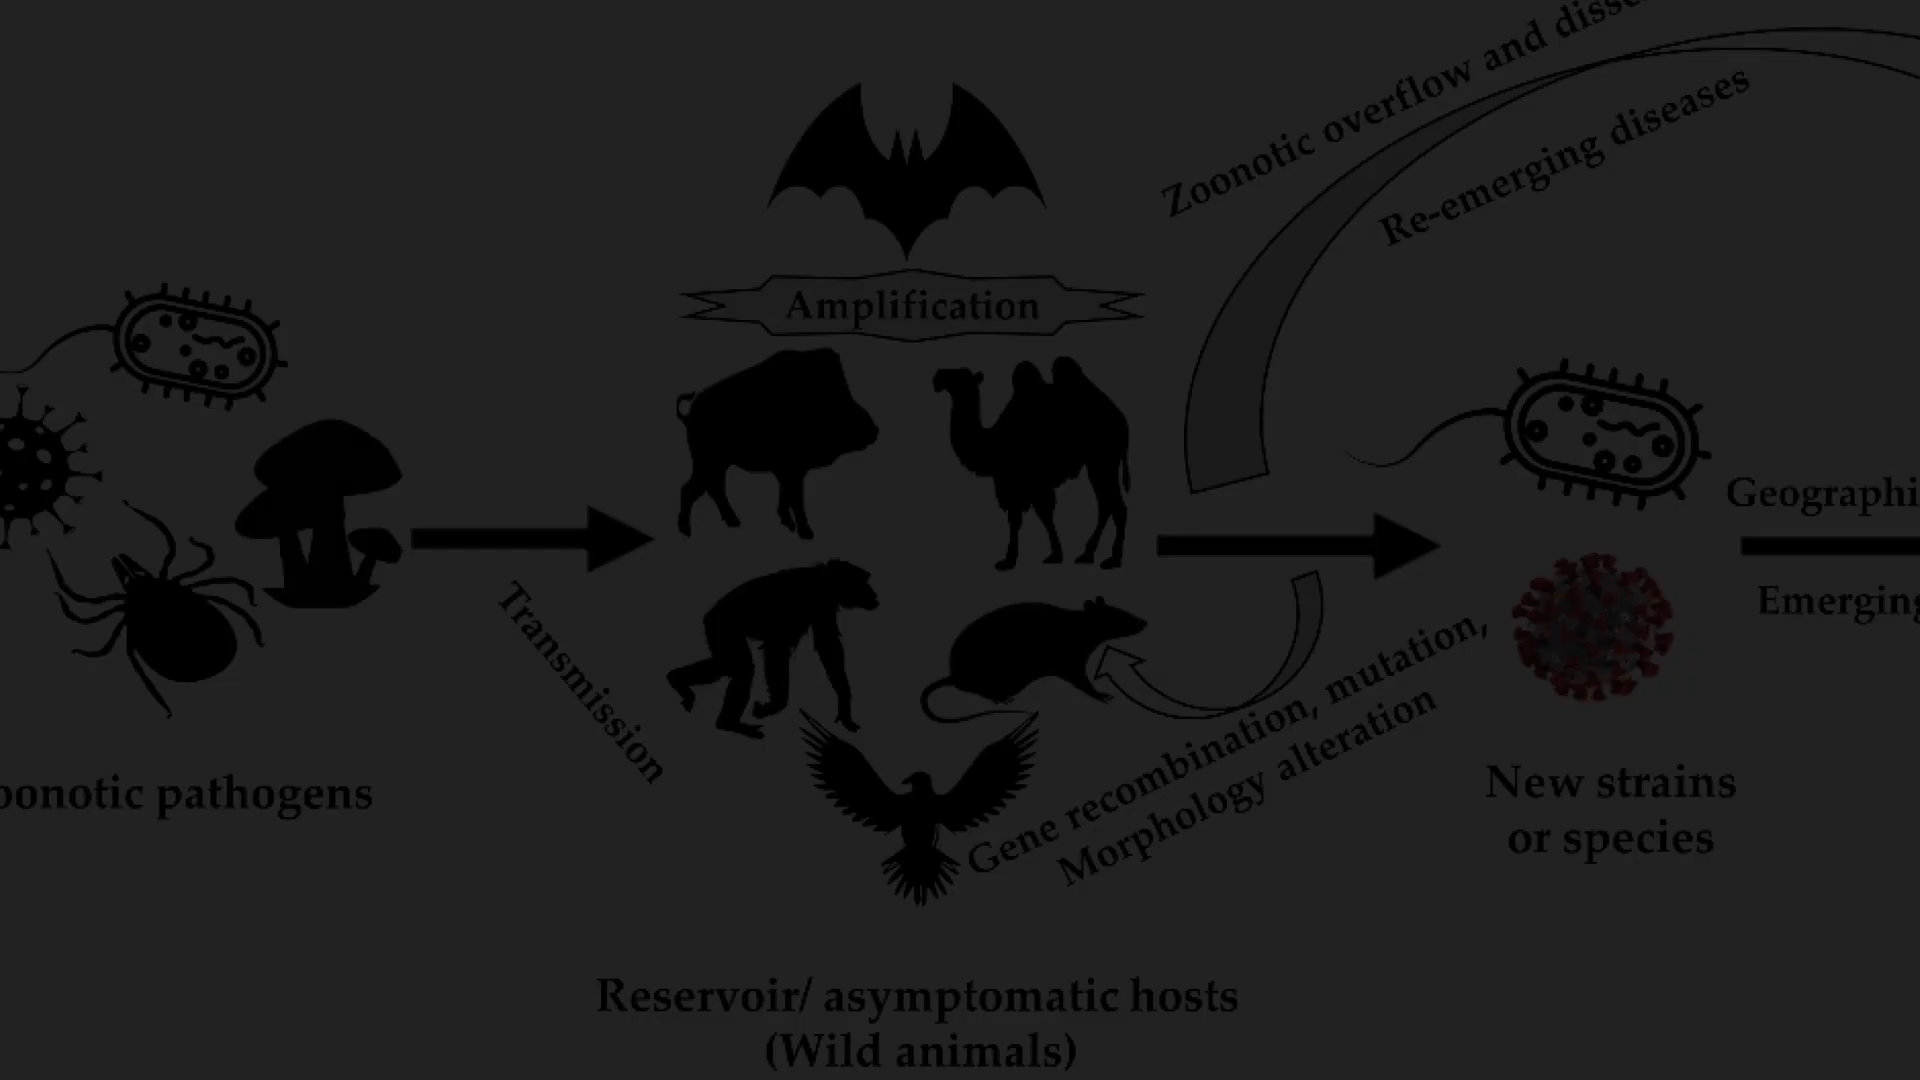 Zoonotic overflow and
Re-emerging diseases
Amplification
Geographi
Emerging
Transmission
Gene recombination, mutation,
Morphology alteration
oonotic pathogens
New strains
or species
Reservoir/ asymptomatic hosts
(Wild animals)